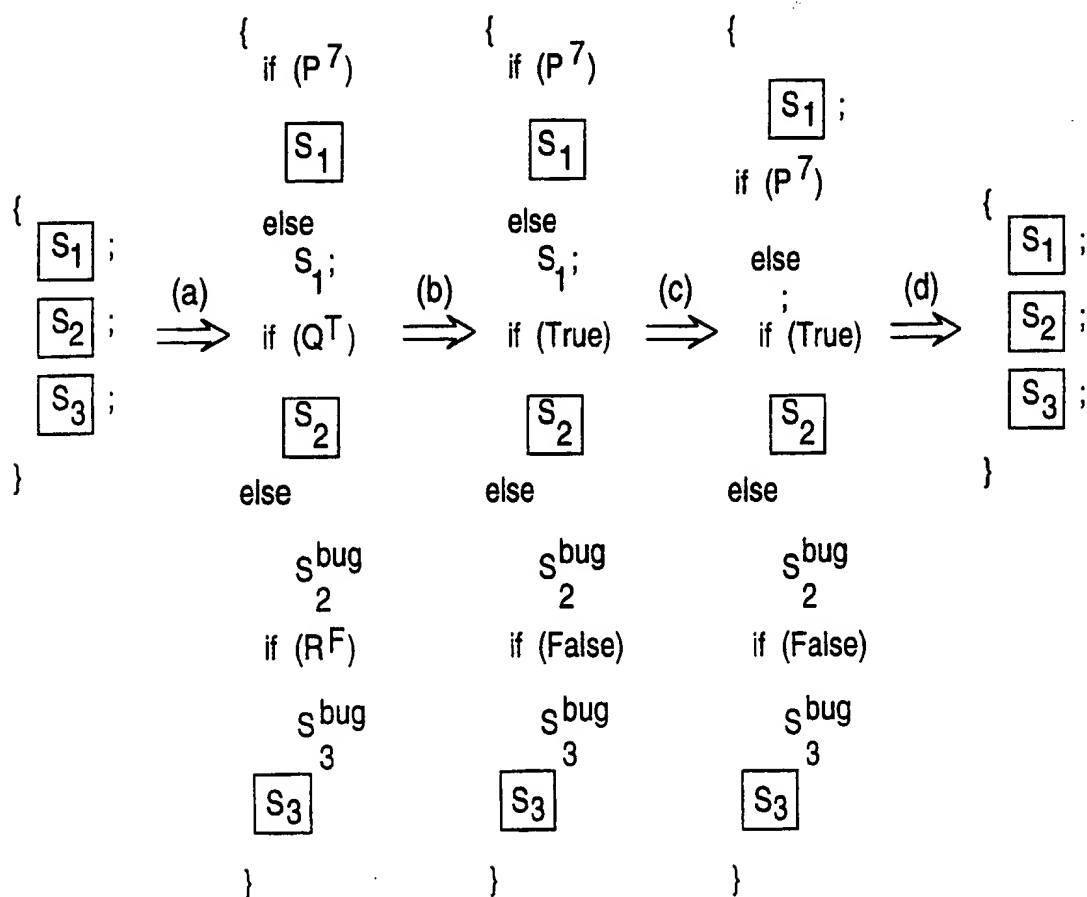 {
S1 ;
S2 ;
S3 ;
}
(a)
{
if (P7)
S1
else
S1;
if (QT)
S2
else
S2bug
if (RF)
S3bug
S3
}
(b)
{
if (P7)
S1
else
S1;
if (True)
S2
else
S2bug
if (False)
S3bug
S3
}
(c)
{
S1 ;
if (P7)
else
;
if (True)
S2
else
S2bug
if (False)
S3bug
S3
}
(d)
{
S1 ;
S2 ;
S3 ;
}